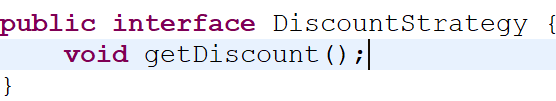 public interface DiscountStrategy {
    void getDiscount();
}